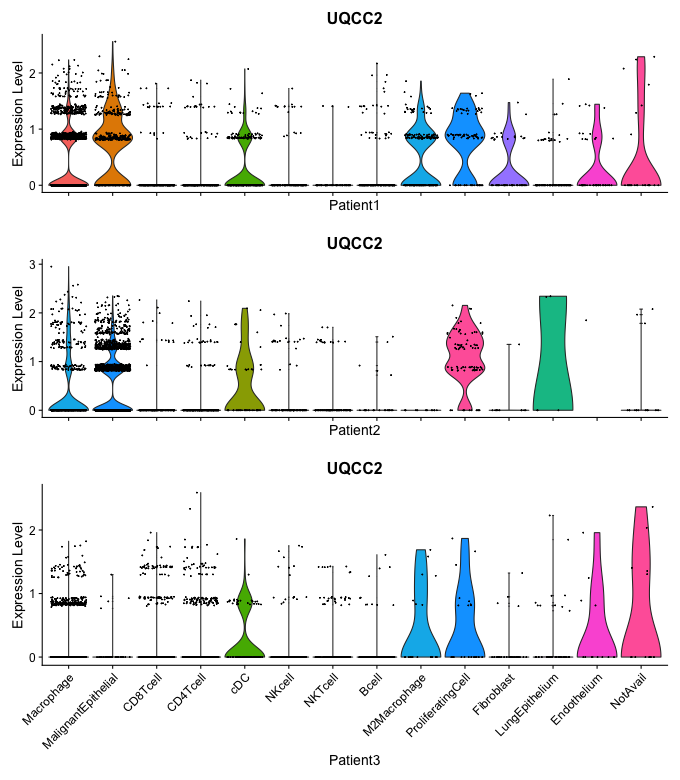 UQCC2
Expression Level
2
1
0
Patient1
UQCC2
Expression Level
3
2
1
0
Patient2
UQCC2
Expression Level
2
1
0
Macrophage
MalignantEpithelial
CD8Tcell
CD4Tcell
cDC
NKcell
NKTcell
Bcell
M2Macrophage
ProliferatingCell
Fibroblast
LungEpithelium
Endothelium
NotAvail
Patient3